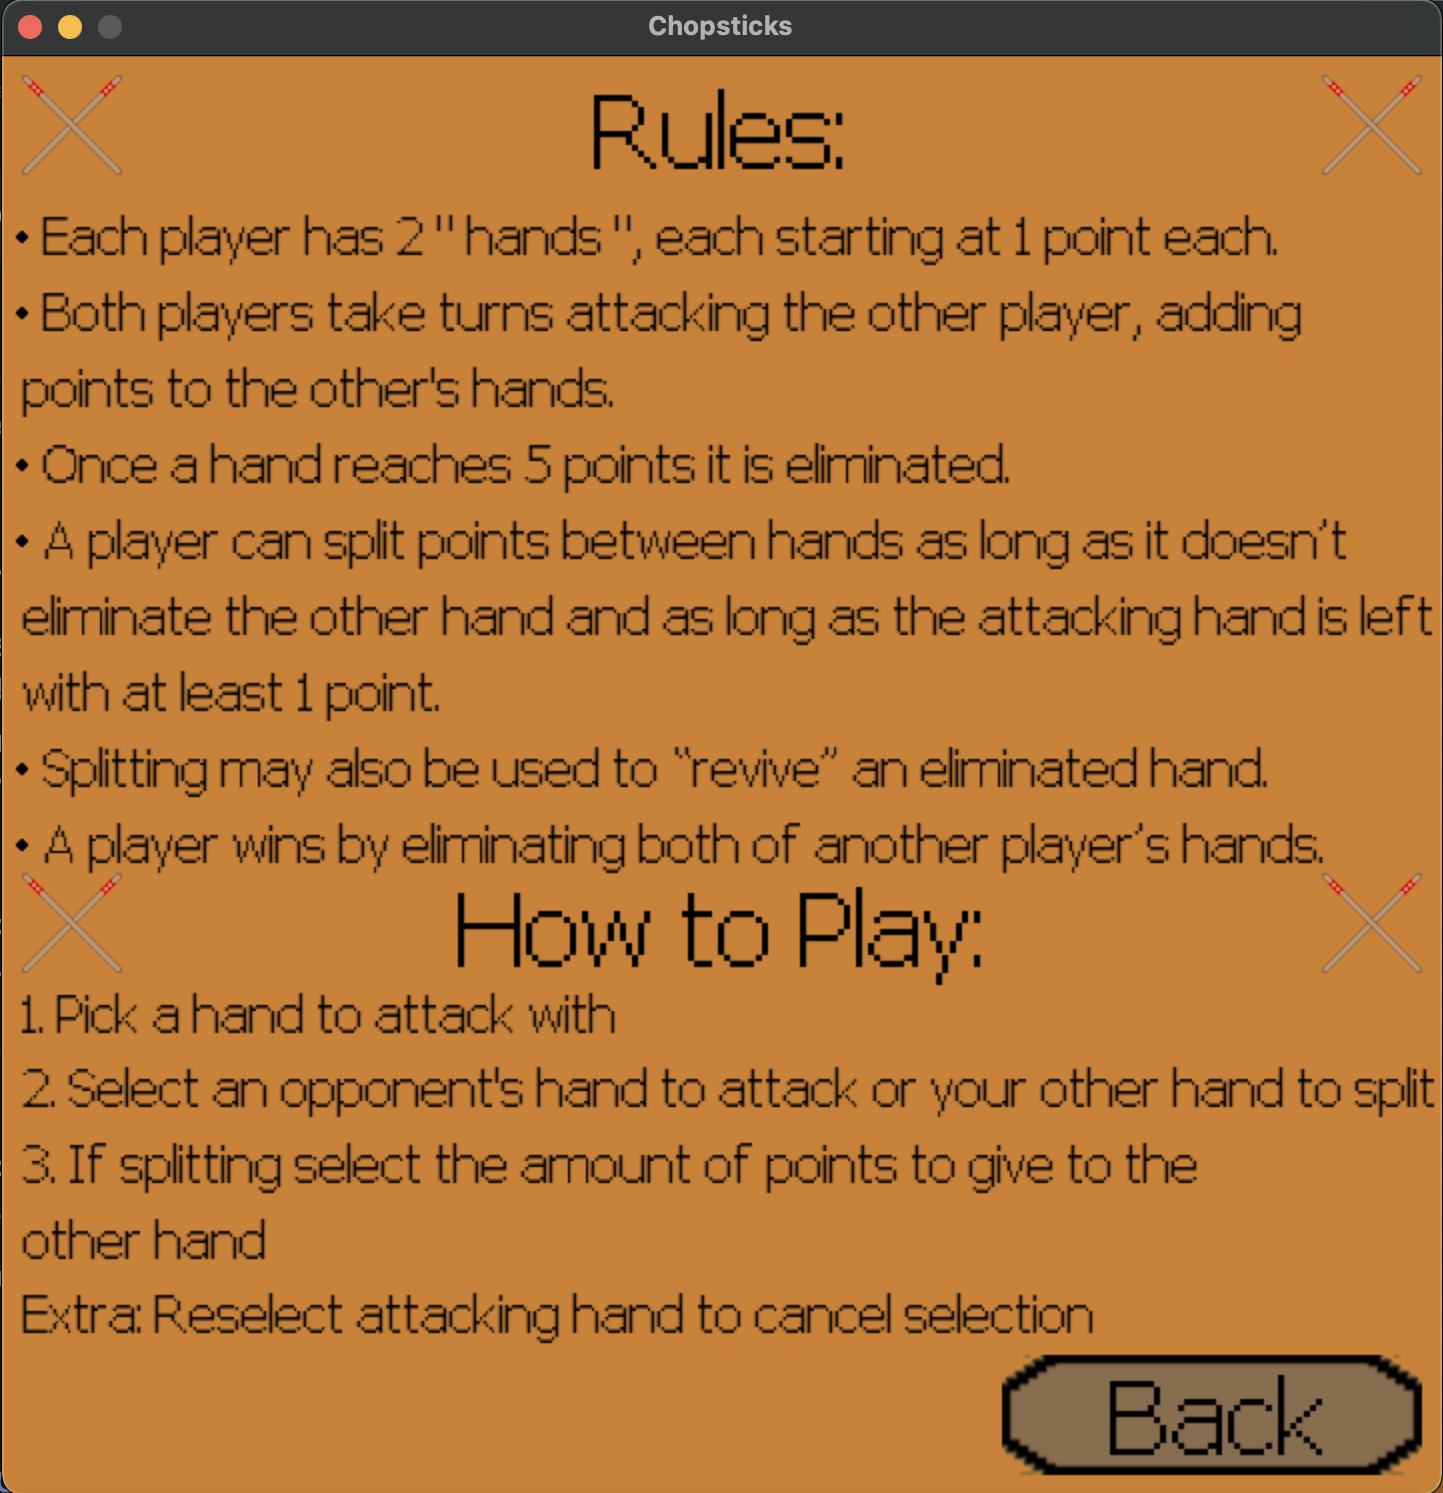 Chopsticks
Rules:
• Each player has 2 " hands ", each starting at 1 point each.
• Both players take turns attacking the other player, adding
points to the other's hands.
• Once a hand reaches 5 points it is eliminated.
• A player can split points between hands as long as it doesn’t
eliminate the other hand and as long as the attacking hand is left
with at least 1 point.
• Splitting may also be used to “revive” an eliminated hand.
• A player wins by eliminating both of another player’s hands.
How to Play:
1. Pick a hand to attack with
2. Select an opponent's hand to attack or your other hand to split
3. If splitting select the amount of points to give to the
other hand
Extra: Reselect attacking hand to cancel selection
Back